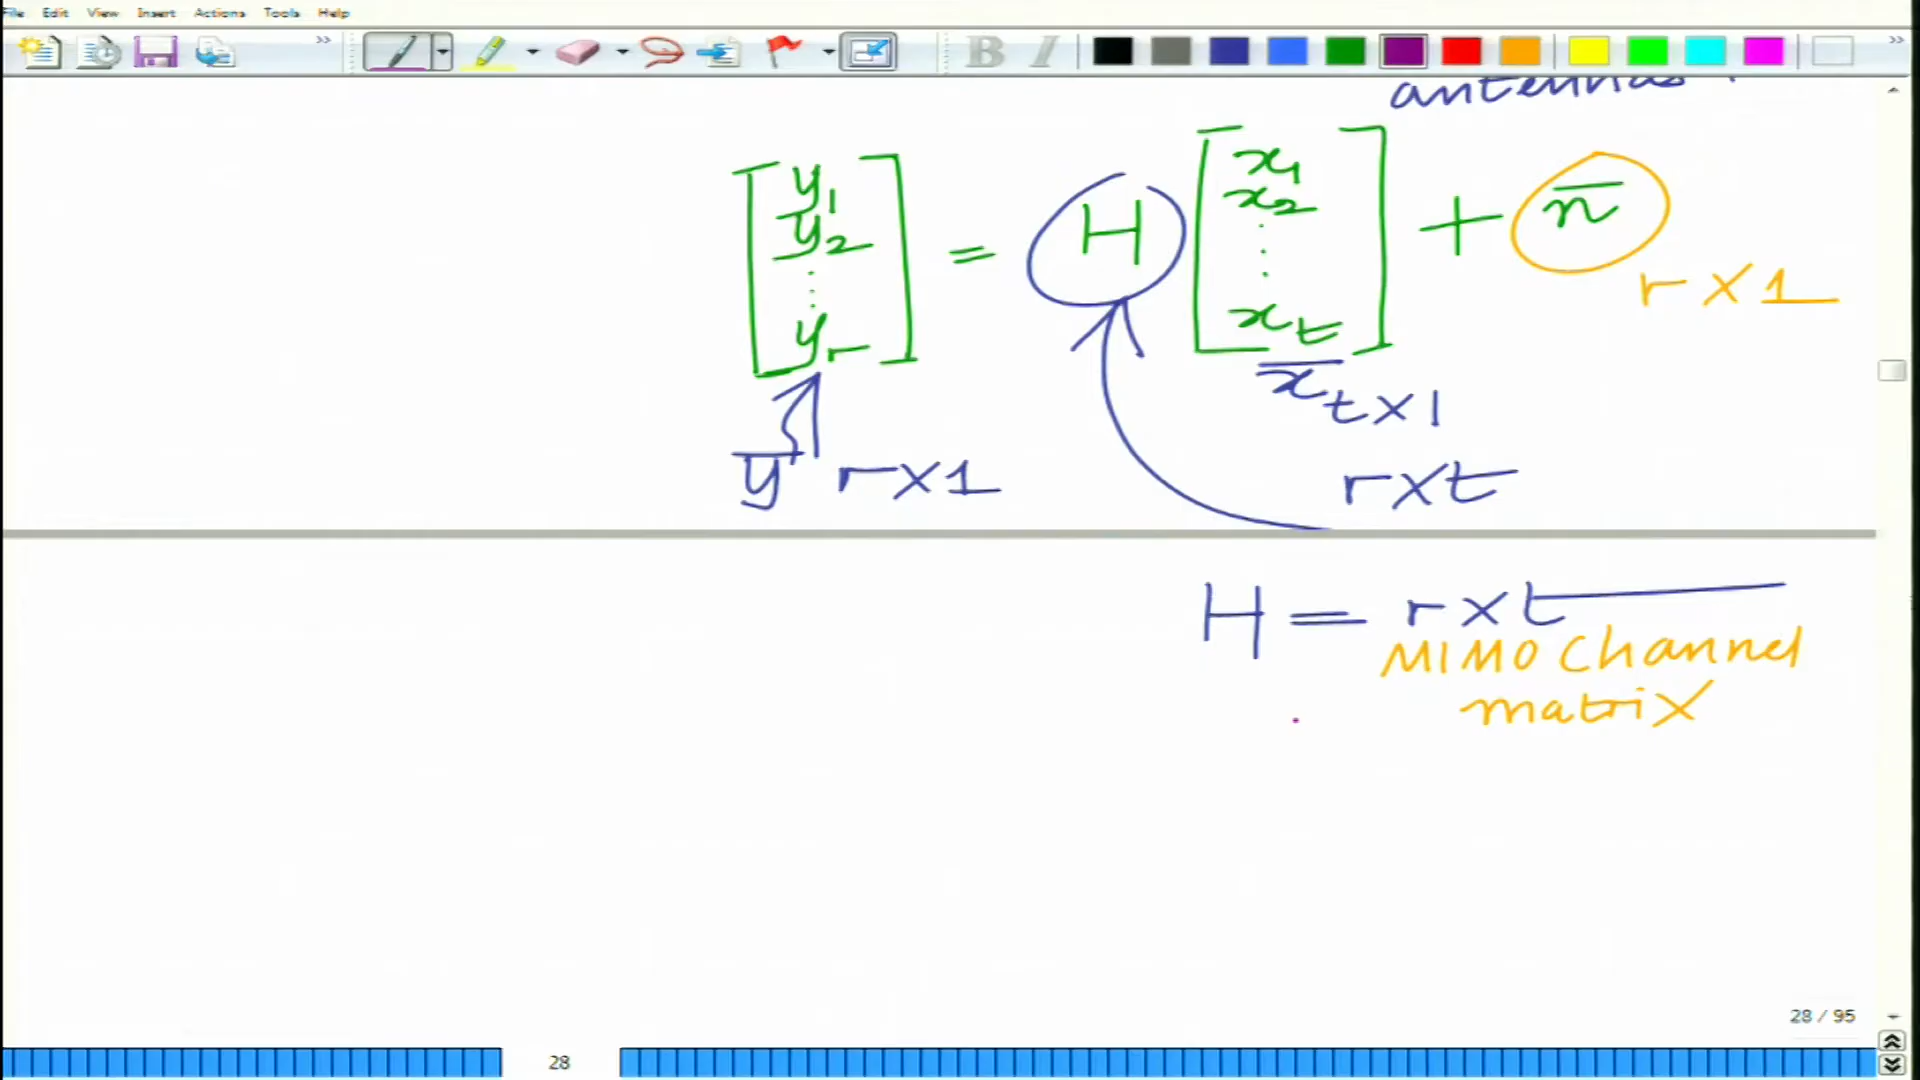 File Edit View Insert Actions Tools Help
B I
antennas
[y₁ y₂ ⋮ yᵣ] = H [x₁ x₂ ⋮ xₜ] + n̅
r×1
x̅ t×1
y̅ r×1
r×t
H = r×t
MIMO Channel
matrix
28 / 95
28